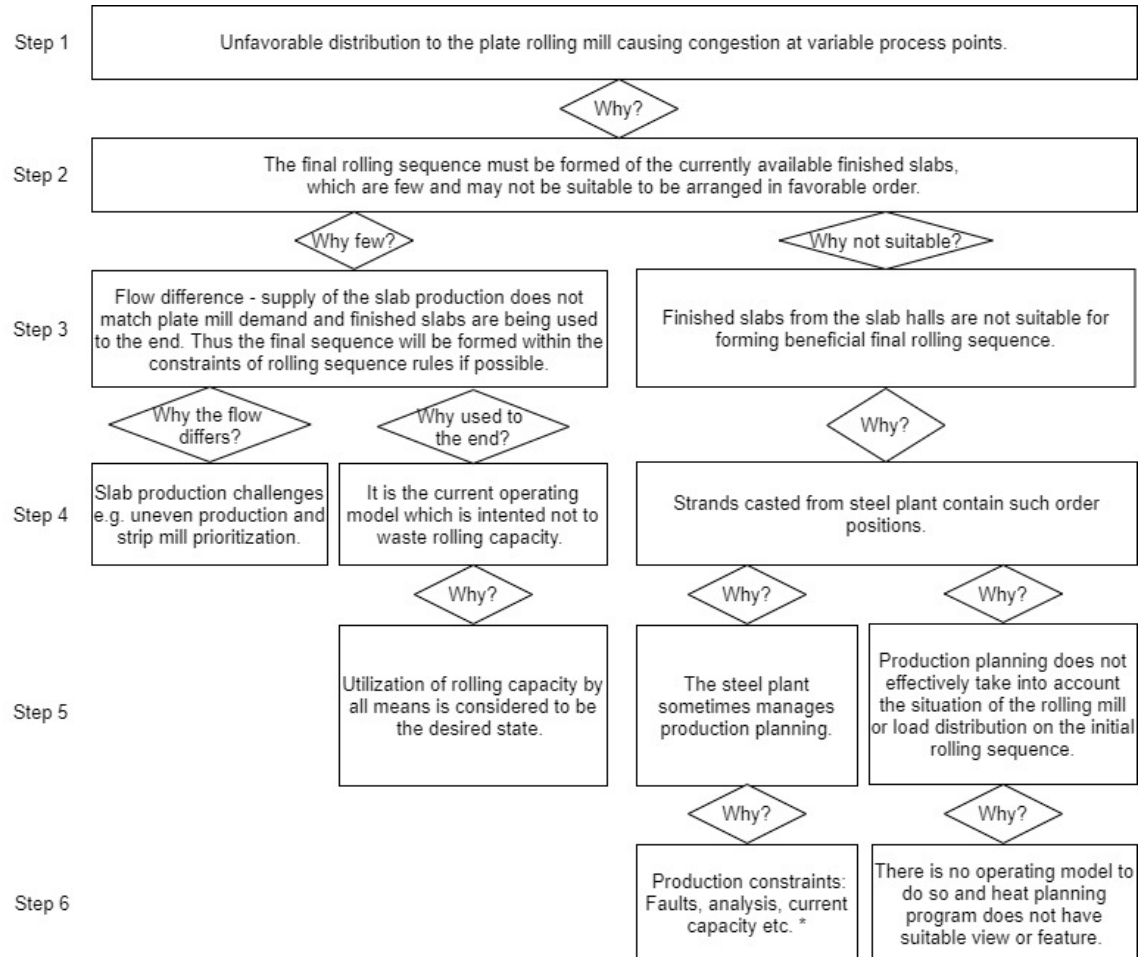 Step 1
Unfavorable distribution to the plate rolling mill causing congestion at variable process points.
Why?
Step 2
The final rolling sequence must be formed of the currently available finished slabs,
which are few and may not be suitable to be arranged in favorable order.
Why few?
Why not suitable?
Step 3
Flow difference - supply of the slab production does not
match plate mill demand and finished slabs are being used
to the end. Thus the final sequence will be formed within the
constraints of rolling sequence rules if possible.
Finished slabs from the slab halls are not suitable for
forming beneficial final rolling sequence.
Why the flow
differs?
Why used to
the end?
Why?
Step 4
Slab production challenges
e.g. uneven production and
strip mill prioritization.
It is the current operating
model which is intented not to
waste rolling capacity.
Strands casted from steel plant contain such order
positions.
Why?
Why?
Why?
Step 5
Utilization of rolling capacity by
all means is considered to be
the desired state.
The steel plant
sometimes manages
production planning.
Production planning does not
effectively take into account
the situation of the rolling mill
or load distribution on the initial
rolling sequence.
Why?
Why?
Step 6
Production constraints:
Faults, analysis, current
capacity etc. *
There is no operating model to
do so and heat planning
program does not have
suitable view or feature.